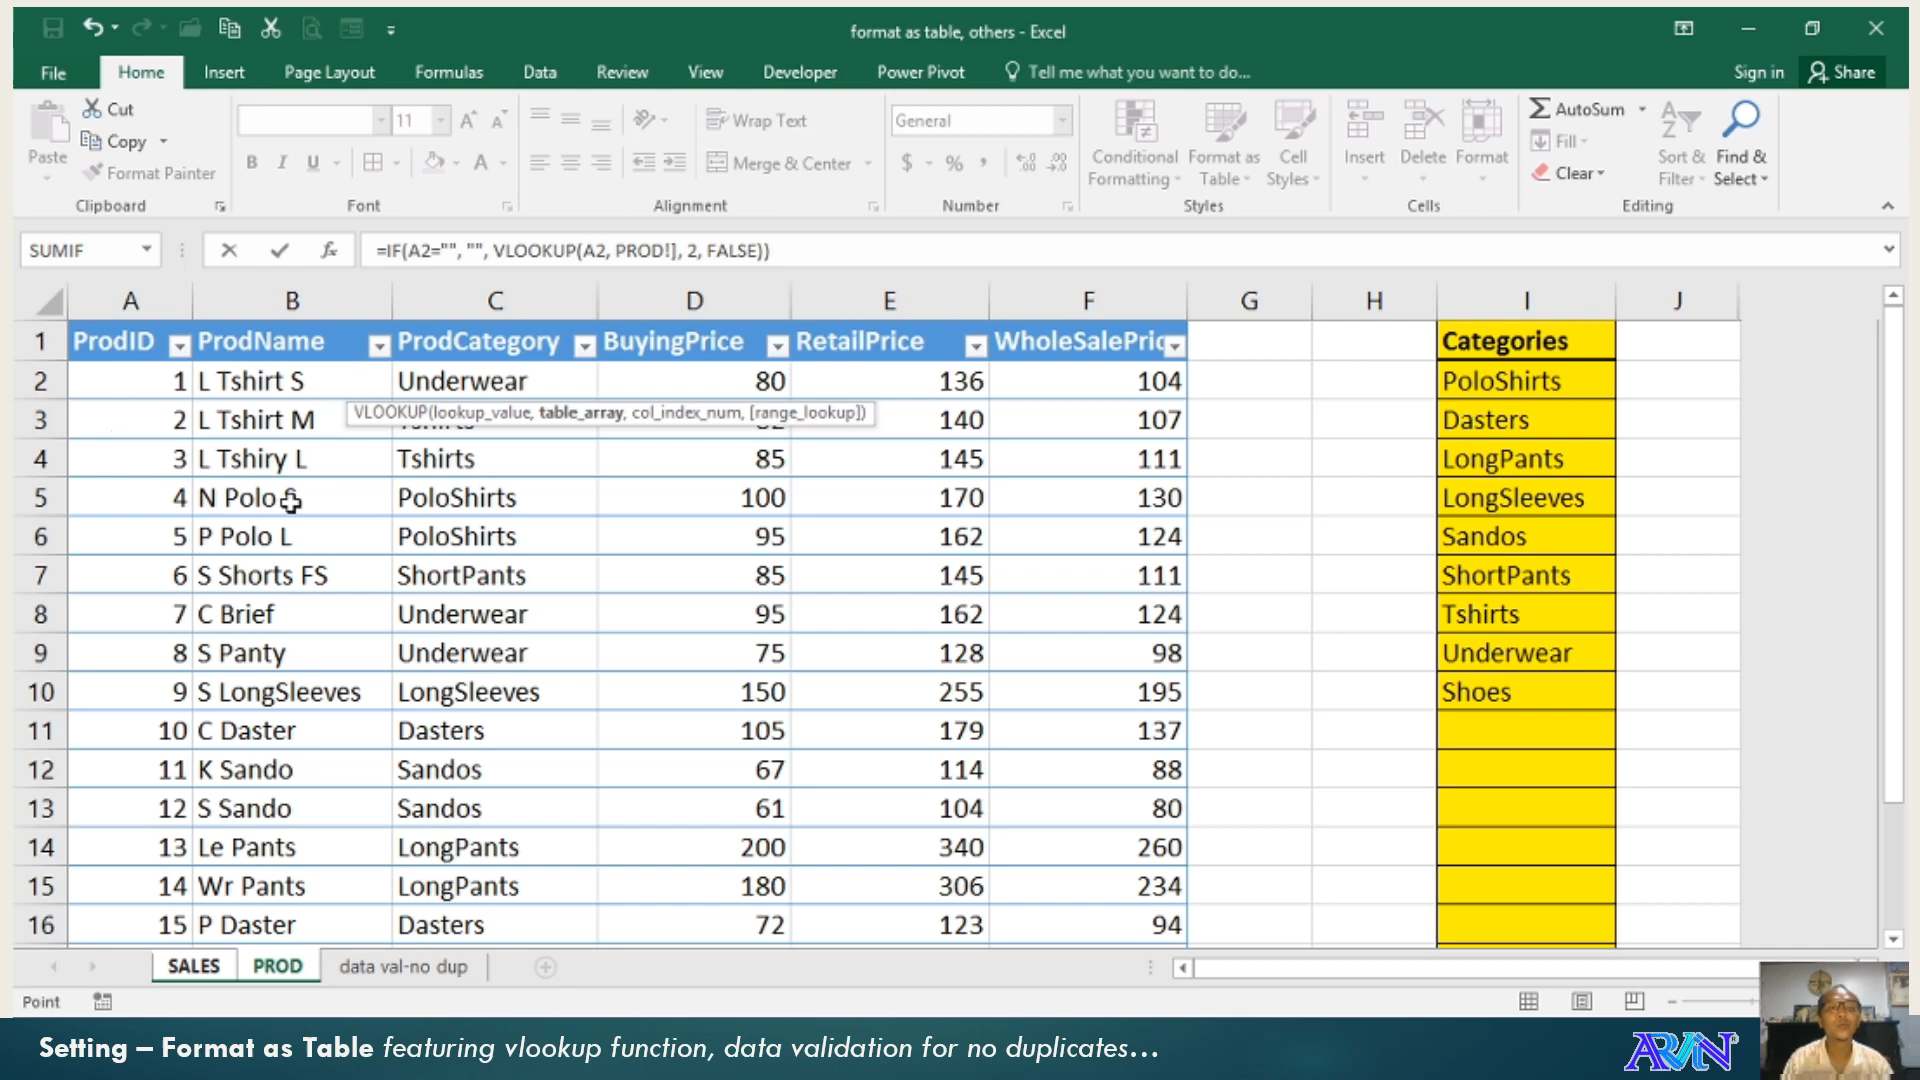 format as table, others - Excel
File Home Insert Page Layout Formulas Data Review View Developer Power Pivot Tell me what you want to do... Sign in Share
Cut
Copy
Format Painter
Paste
Clipboard
11
B I U
Font
Wrap Text
Merge & Center
Alignment
General
$ % ,
Number
Conditional Formatting
Format as Table
Cell Styles
Styles
Insert Delete Format
Cells
AutoSum
Fill
Clear
Sort & Filter
Find & Select
Editing
SUMIF =IF(A2="", "", VLOOKUP(A2, PROD!], 2, FALSE))
A B C D E F G H I J
1 ProdID ProdName ProdCategory BuyingPrice RetailPrice WholeSalePric Categories
2 1 L Tshirt S Underwear 80 136 104 PoloShirts
VLOOKUP(lookup_value, table_array, col_index_num, [range_lookup])
3 2 L Tshirt M 140 107 Dasters
4 3 L Tshiry L Tshirts 85 145 111 LongPants
5 4 N Polo PoloShirts 100 170 130 LongSleeves
6 5 P Polo L PoloShirts 95 162 124 Sandos
7 6 S Shorts FS ShortPants 85 145 111 ShortPants
8 7 C Brief Underwear 95 162 124 Tshirts
9 8 S Panty Underwear 75 128 98 Underwear
10 9 S LongSleeves LongSleeves 150 255 195 Shoes
11 10 C Daster Dasters 105 179 137
12 11 K Sando Sandos 67 114 88
13 12 S Sando Sandos 61 104 80
14 13 Le Pants LongPants 200 340 260
15 14 Wr Pants LongPants 180 306 234
16 15 P Daster Dasters 72 123 94
SALES PROD data val-no dup
Point
Setting – Format as Table featuring vlookup function, data validation for no duplicates...
ARVIN